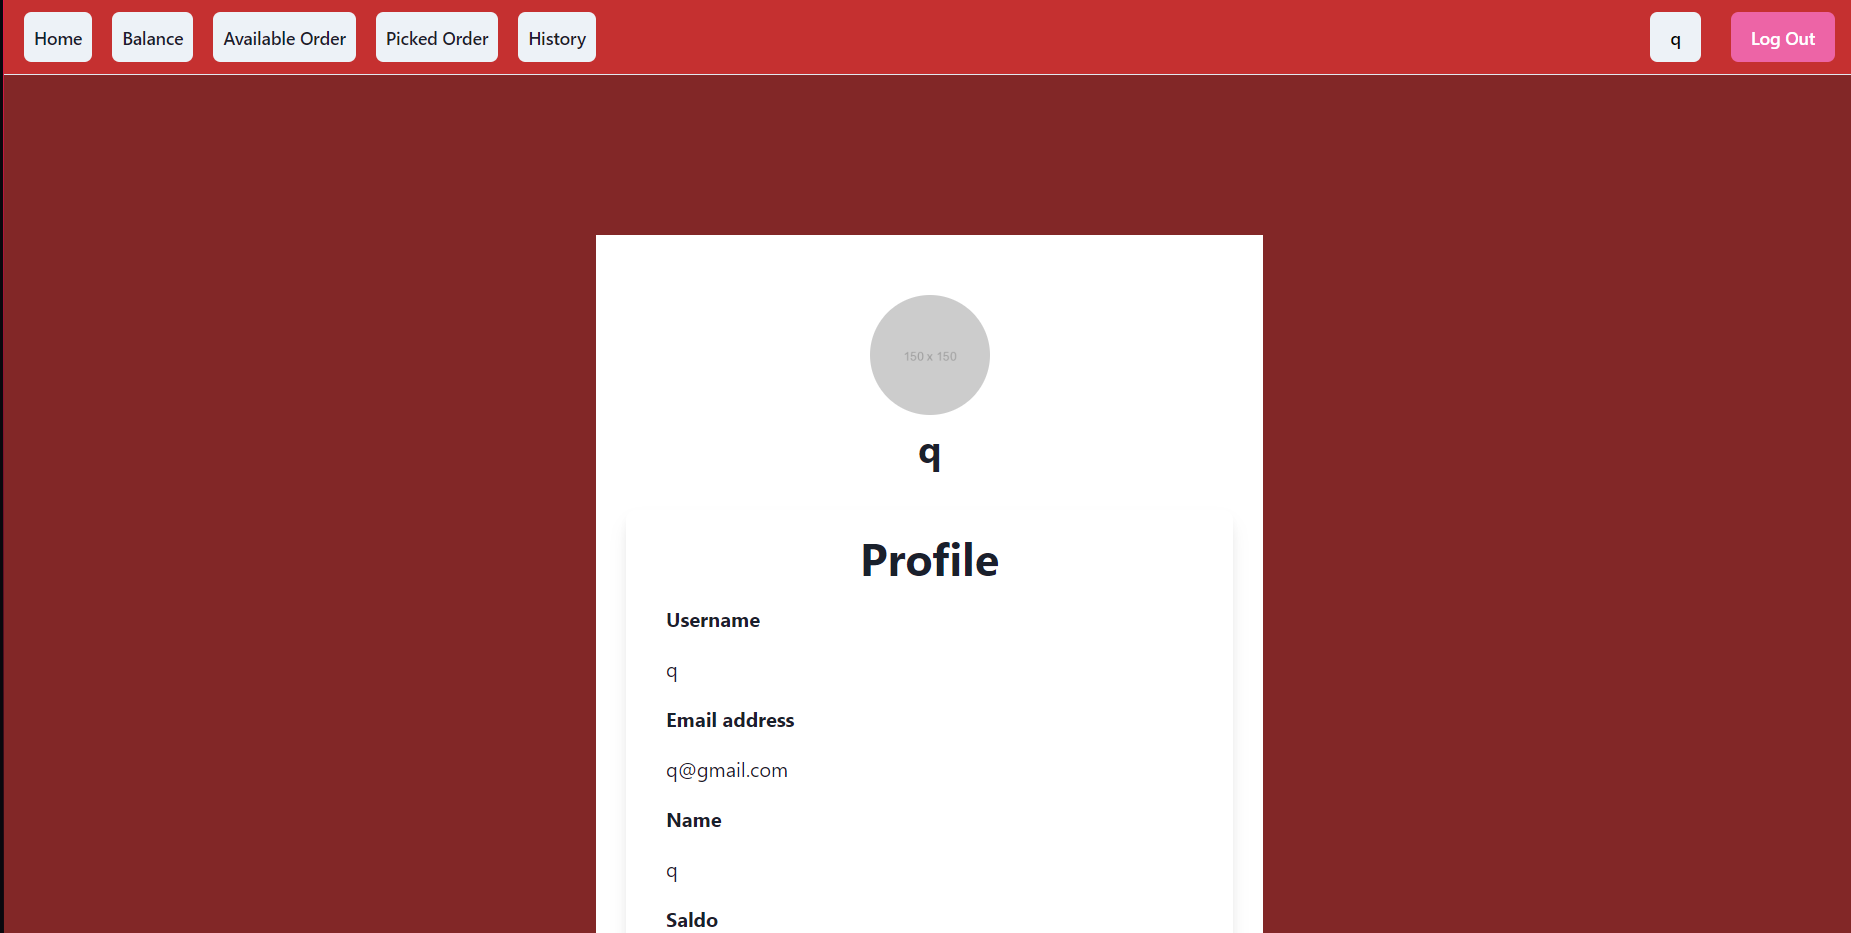 Home Balance Available Order Picked Order History q Log Out
150 x 150
q
Profile
Username
q
Email address
q@gmail.com
Name
q
Saldo